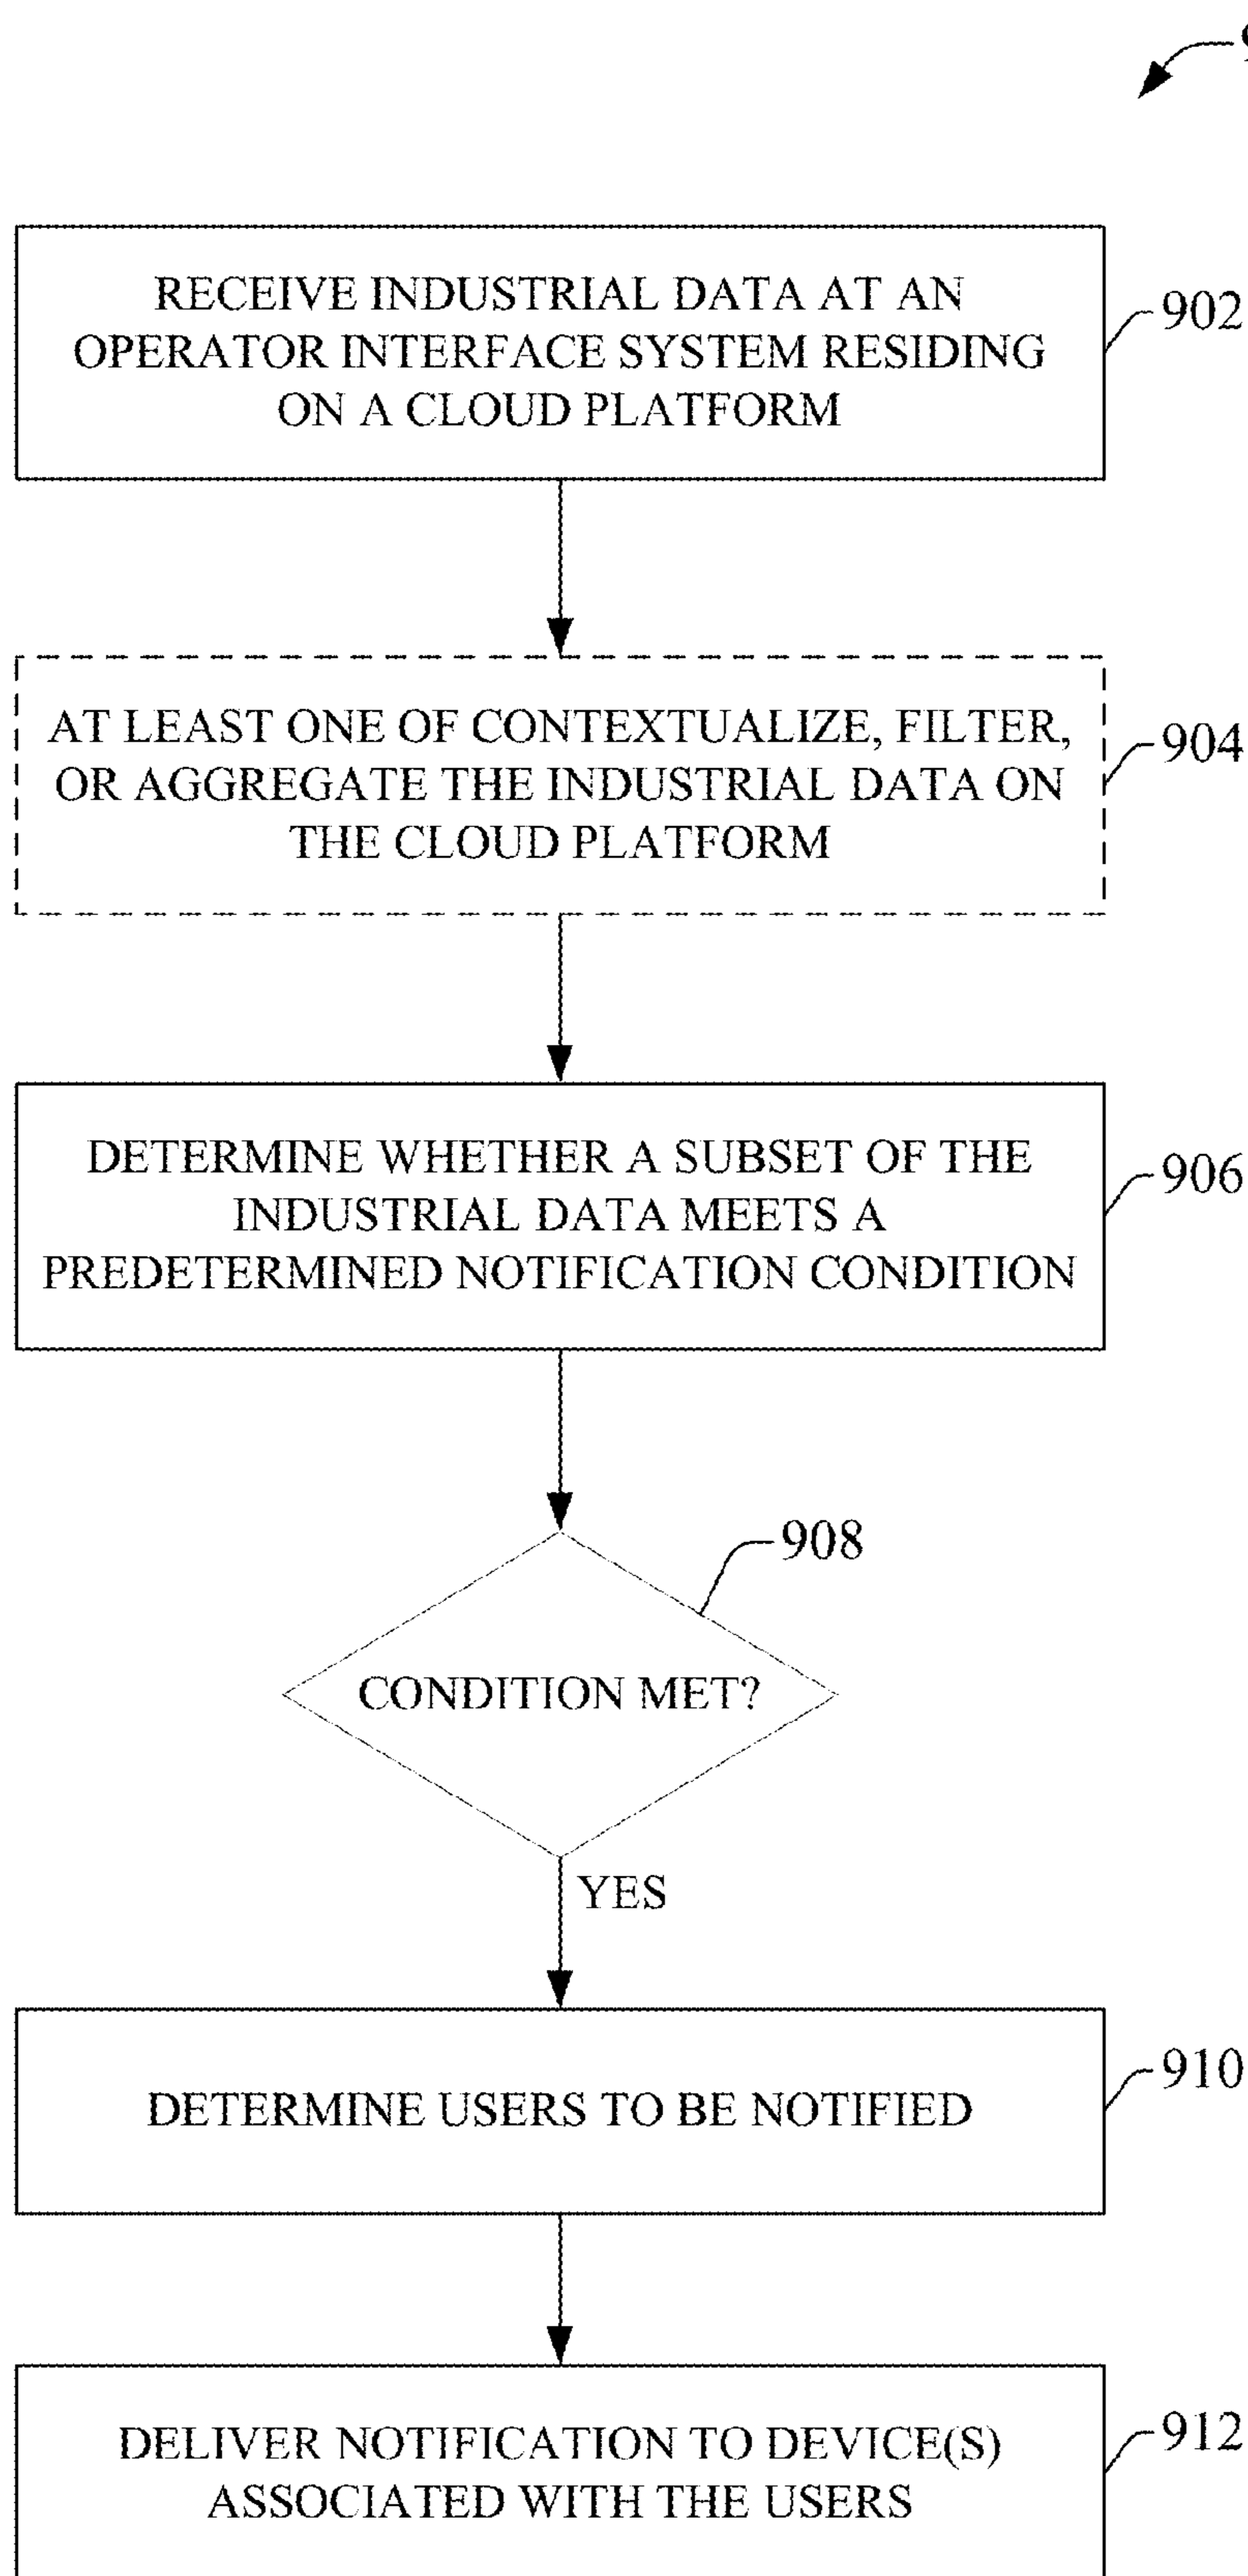 RECEIVE INDUSTRIAL DATA AT AN
OPERATOR INTERFACE SYSTEM RESIDING
ON A CLOUD PLATFORM
902
AT LEAST ONE OF CONTEXTUALIZE, FILTER,
OR AGGREGATE THE INDUSTRIAL DATA ON
THE CLOUD PLATFORM
904
DETERMINE WHETHER A SUBSET OF THE
INDUSTRIAL DATA MEETS A
PREDETERMINED NOTIFICATION CONDITION
906
908
CONDITION MET?
YES
DETERMINE USERS TO BE NOTIFIED
910
DELIVER NOTIFICATION TO DEVICE(S)
ASSOCIATED WITH THE USERS
912